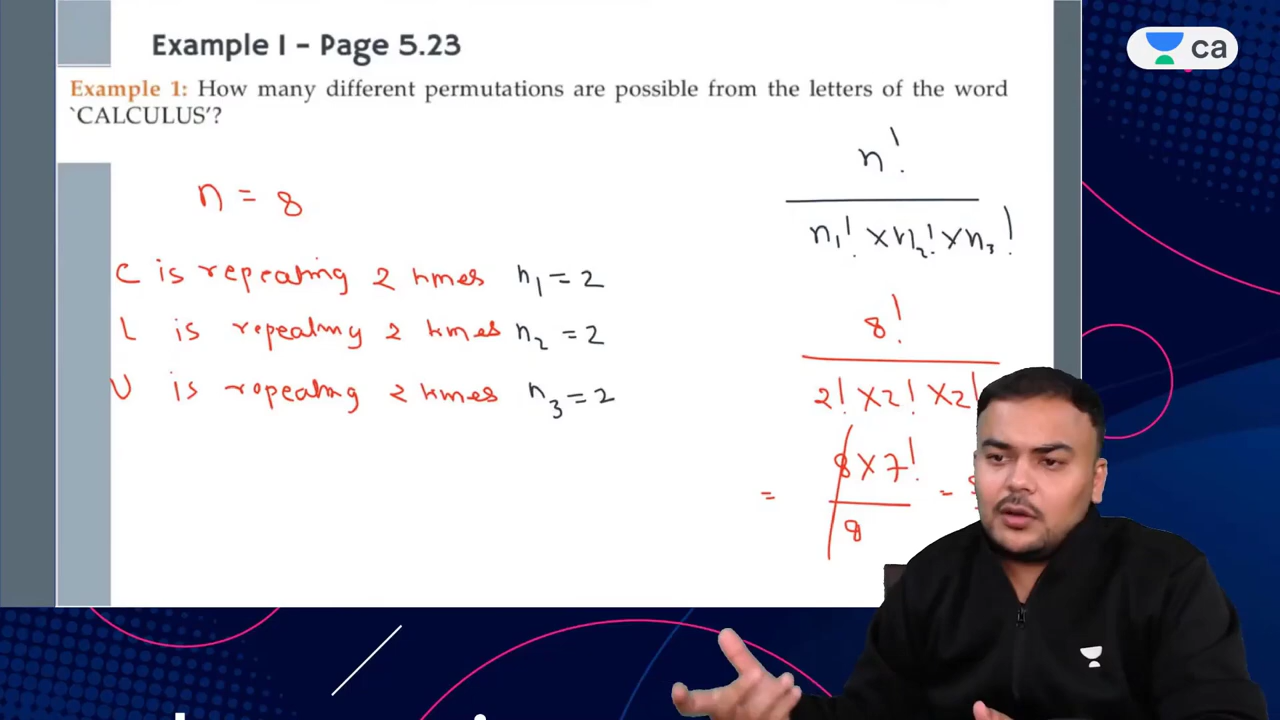 Example 1 - Page 5.23
ca
Example 1: How many different permutations are possible from the letters of the word
`CALCULUS'?
n!
n₁! × n₂! × n₃!
n = 8
C is repeating 2 times n₁ = 2
L is repeating 2 times n₂ = 2
U is repeating 2 times n₃ = 2
8!
2! × 2! × 2!
= 8 × 7!
8
=